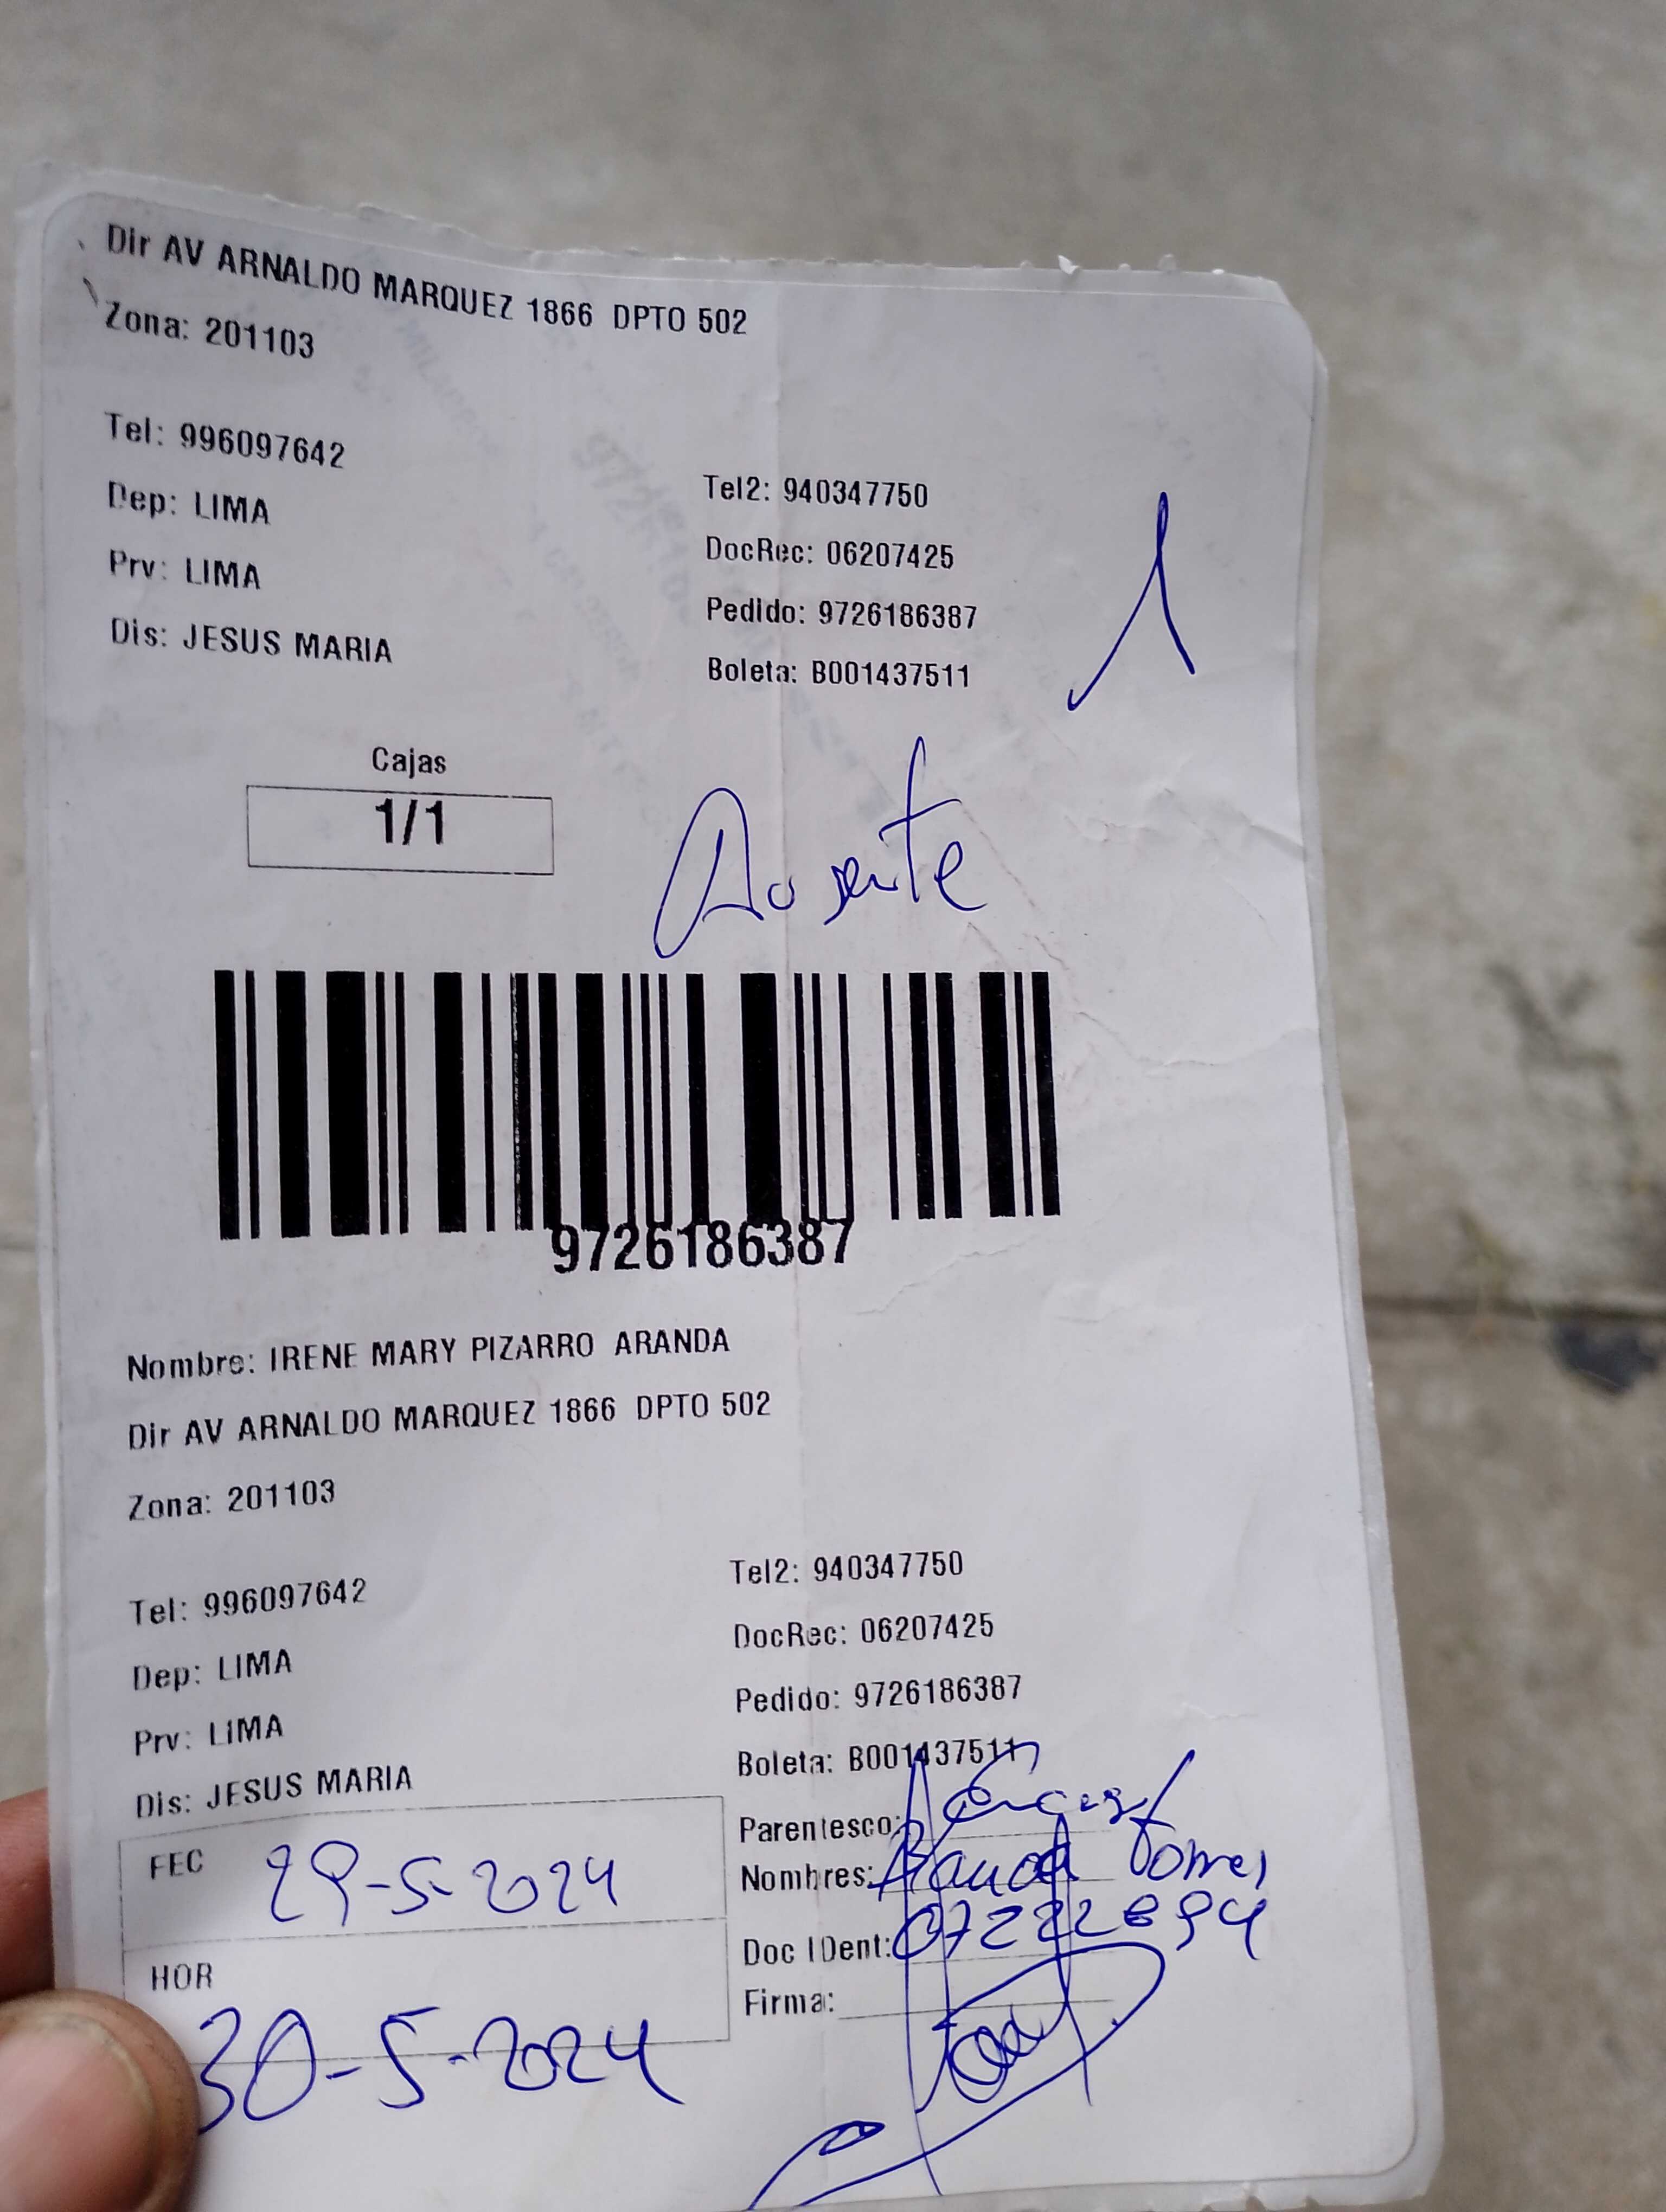 Dir AV ARNALDO MARQUEZ 1866 DPTO 502
Zona: 201103
Tel: 996097642
Tel2: 940347750
Dep: LIMA
DocRec: 06207425
Prv: LIMA
Pedido: 9726186387
Dis: JESUS MARIA
Boleta: B001437511
Cajas
1/1
Ausente
9726186387
Nombre: IRENE MARY PIZARRO ARANDA
Dir AV ARNALDO MARQUEZ 1866 DPTO 502
Zona: 201103
Tel: 996097642
Tel2: 940347750
Dep: LIMA
DocRec: 06207425
Prv: LIMA
Pedido: 9726186387
Dis: JESUS MARIA
Boleta: B001437511
Parentesco:
FEC 29-5-2024
Nombres:
Doc IDent:
HOR
Firma:
30-5-2024